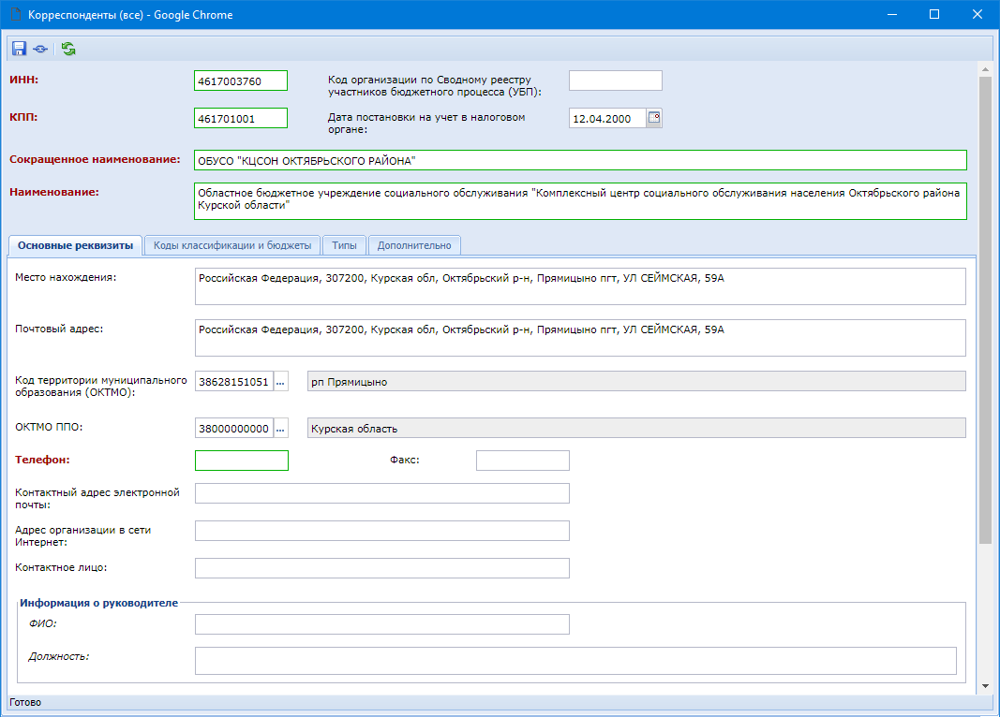 Корреспонденты (все) - Google Chrome
ИНН:
4617003760
Код организации по Сводному реестру
участников бюджетного процесса (УБП):
КПП:
461701001
Дата постановки на учет в налоговом
органе:
12.04.2000
Сокращенное наименование:
ОБУСО "КЦСОН ОКТЯБРЬСКОГО РАЙОНА"
Наименование:
Областное бюджетное учреждение социального обслуживания "Комплексный центр социального обслуживания населения Октябрьского района
Курской области"
Основные реквизиты
Коды классификации и бюджеты
Типы
Дополнительно
Место нахождения:
Российская Федерация, 307200, Курская обл, Октябрьский р-н, Прямицыно пгт, УЛ СЕЙМСКАЯ, 59А
Почтовый адрес:
Российская Федерация, 307200, Курская обл, Октябрьский р-н, Прямицыно пгт, УЛ СЕЙМСКАЯ, 59А
Код территории муниципального
образования (ОКТМО):
38628151051
...
рп Прямицыно
ОКТМО ППО:
38000000000
...
Курская область
Телефон:
Факс:
Контактный адрес электронной
почты:
Адрес организации в сети
Интернет:
Контактное лицо:
Информация о руководителе
ФИО:
Должность:
Готово